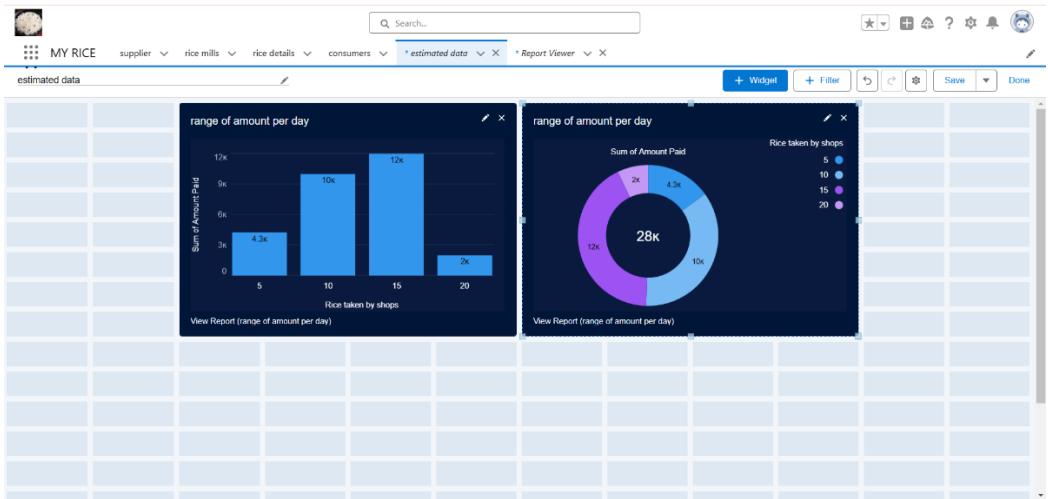 Search...
MY RICE supplier rice mills rice details consumers * estimated data * Report Viewer
estimated data + Widget + Filter Save Done
range of amount per day
12K
9K
6K
3K
0
Sum of Amount Paid
4.3K
10K
12K
2K
5 10 15 20
Rice taken by shops
View Report (range of amount per day)
range of amount per day
Sum of Amount Paid
Rice taken by shops
5
10
15
20
2K
4.3K
28K
12K
10K
View Report (range of amount per day)